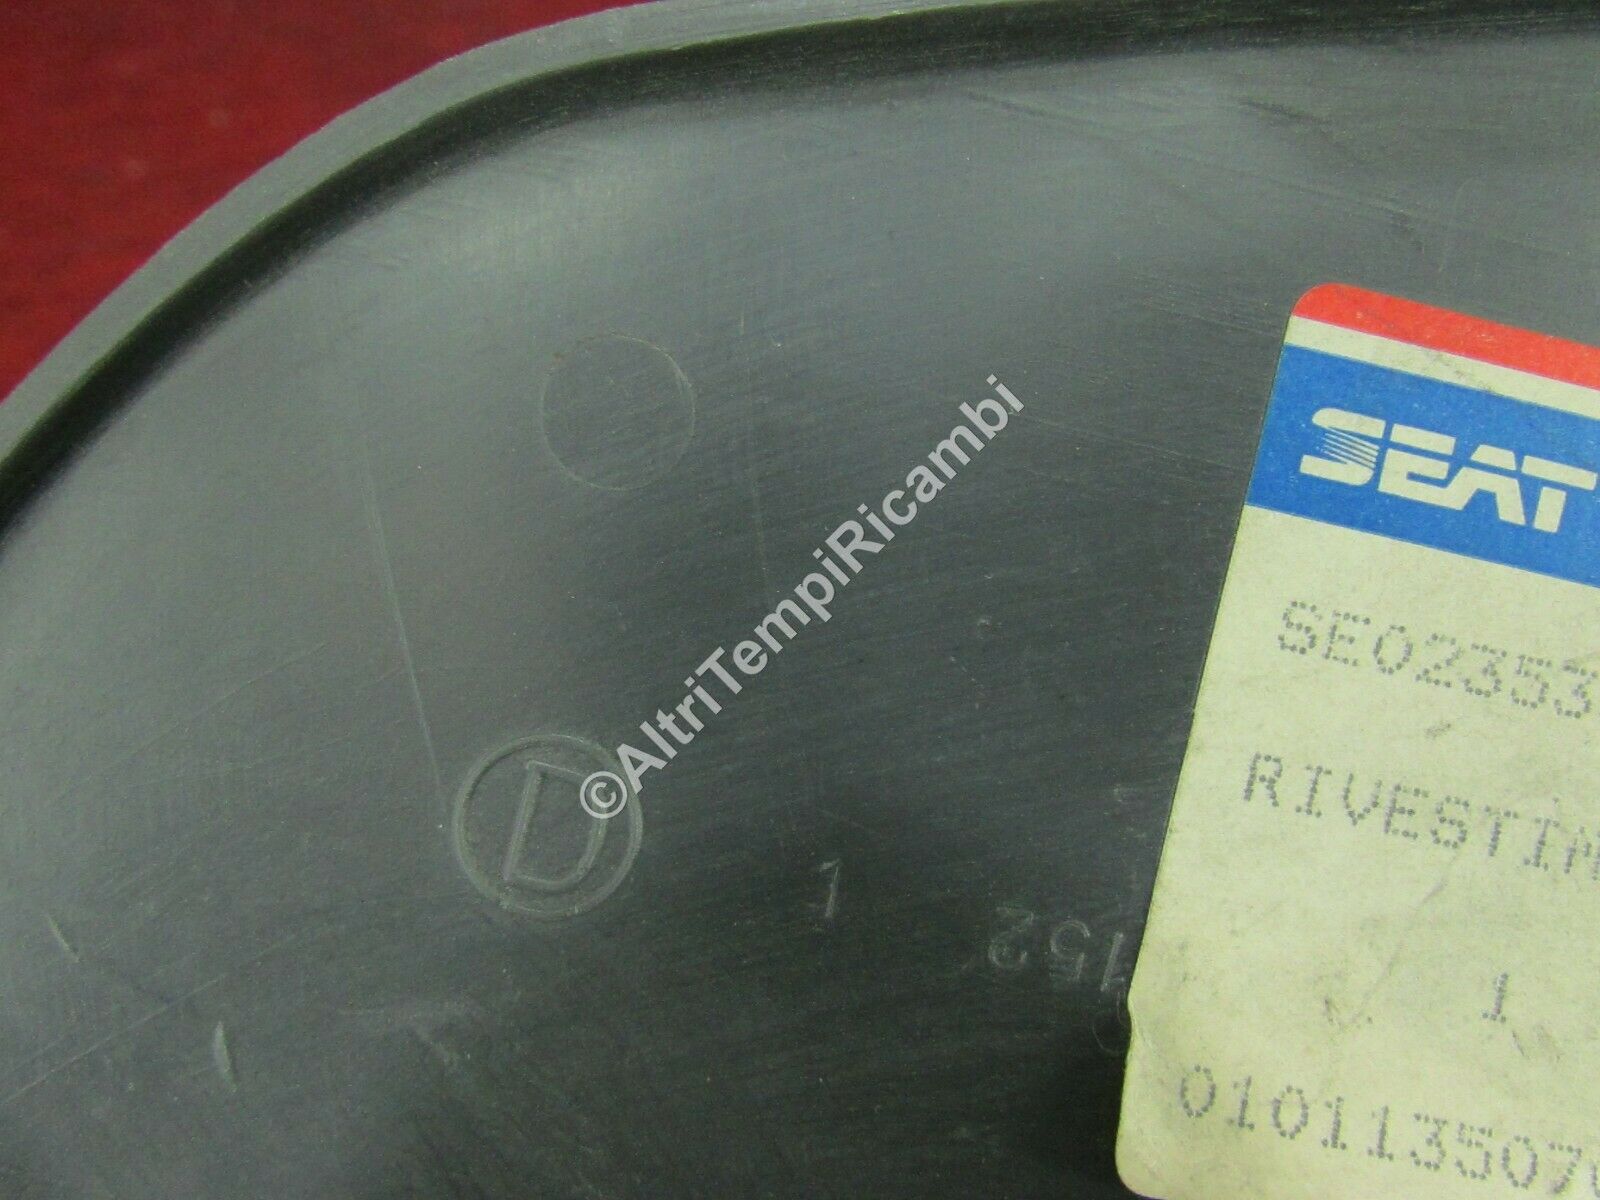 SEAT
SE02353
RIVESTIM
1
010113507
©AltriTempiRicambi
D
1
152